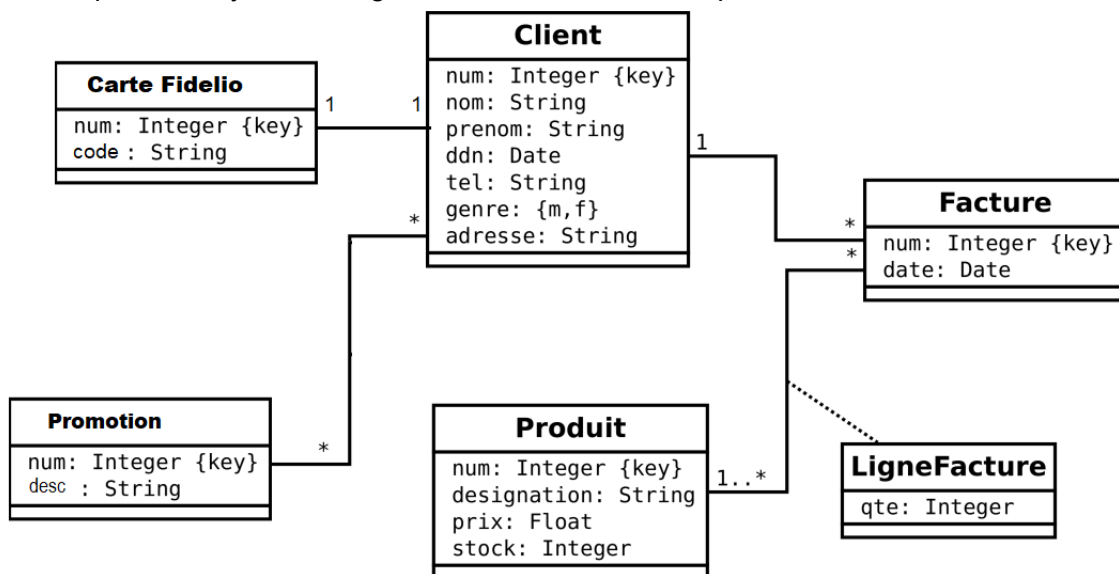 Client
num: Integer {key}
nom: String
prenom: String
ddn: Date
tel: String
genre: {m,f}
adresse: String
Carte Fidelio
num: Integer {key}
code : String
1
1
*
1
*
*
Facture
num: Integer {key}
date: Date
Promotion
num: Integer {key}
desc : String
*
Produit
num: Integer {key}
designation: String
prix: Float
stock: Integer
1..*
LigneFacture
qte: Integer